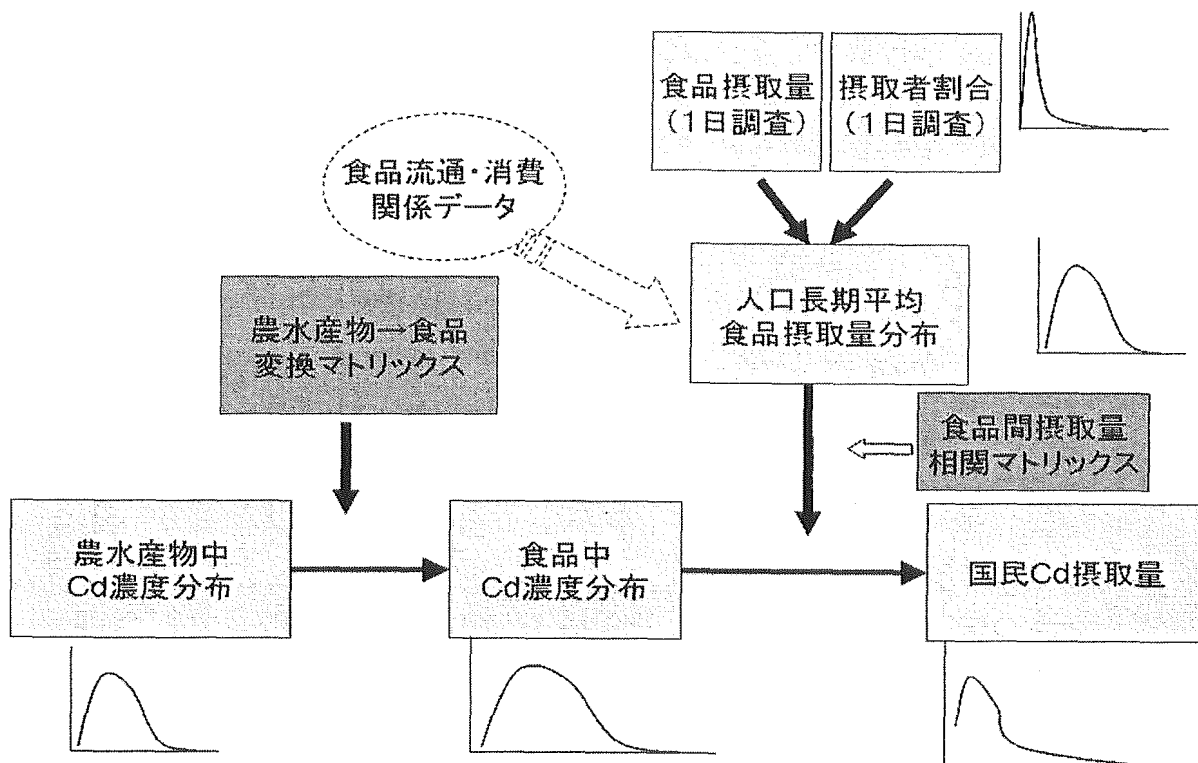 食品摂取量
(1日調査)
摂取者割合
(1日調査)
食品流通・消費
関係データ
人口長期平均
食品摂取量分布
農水産物→食品
変換マトリックス
食品間摂取量
相関マトリックス
農水産物中
Cd濃度分布
食品中
Cd濃度分布
国民Cd摂取量